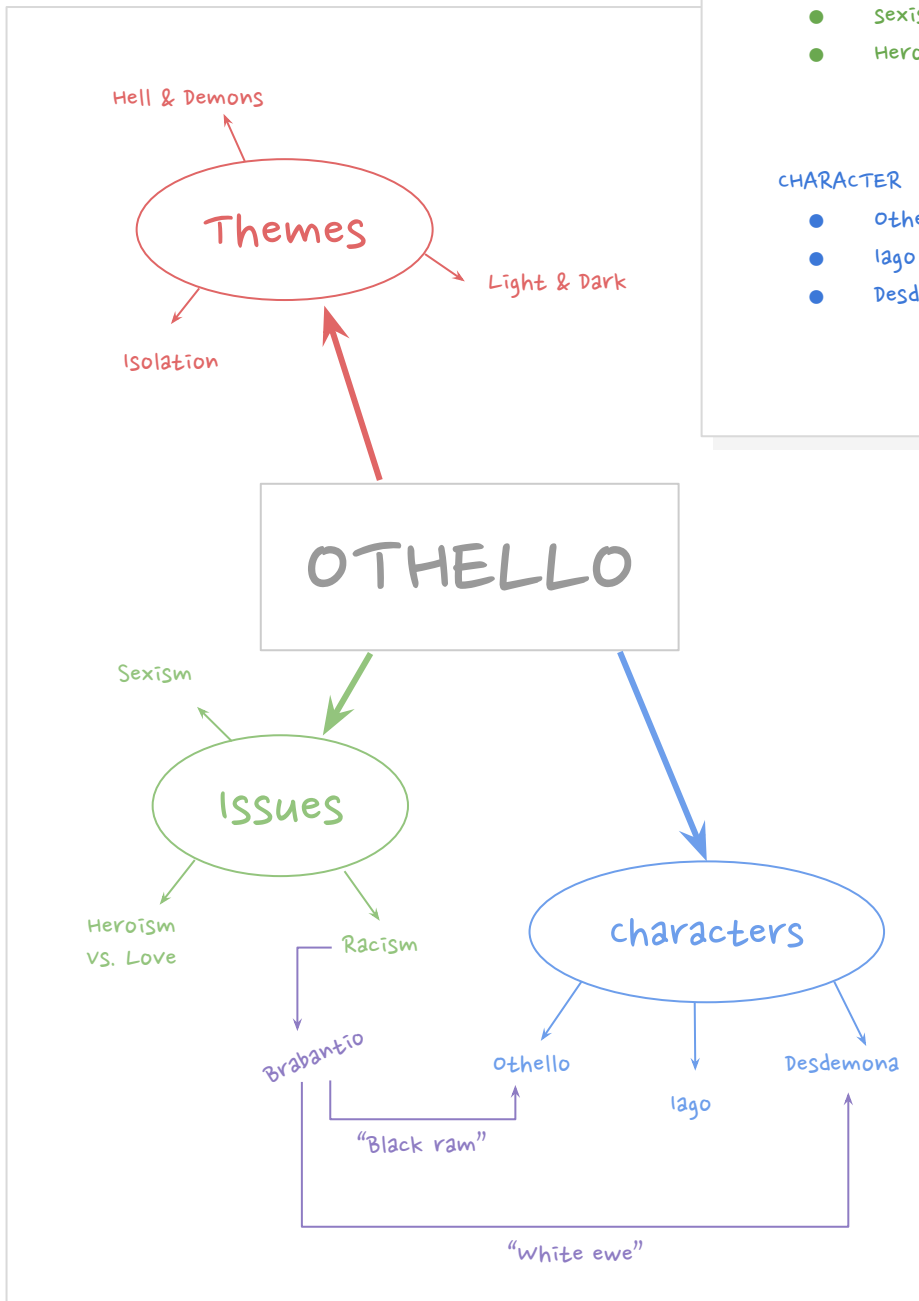 Hell & Demons
Themes
Light & Dark
Isolation
CHARACTER
Iago
OTHELLO
Sexism
Issues
Heroism
vs. Love
Racism
characters
Brabantio
Othello
Iago
Desdemona
“Black ram”
“White ewe”